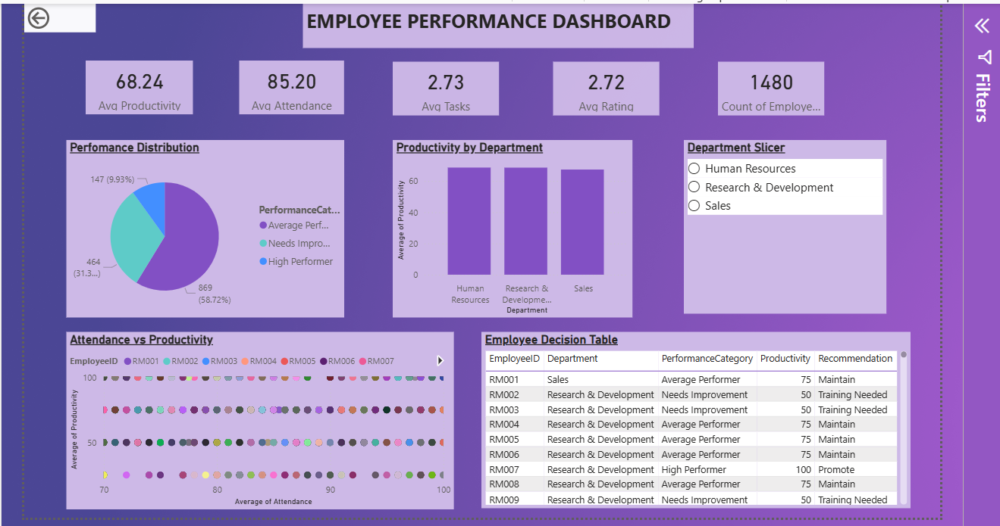 EMPLOYEE PERFORMANCE DASHBOARD
68.24
Avg Productivity
85.20
Avg Attendance
2.73
Avg Tasks
2.72
Avg Rating
1480
Count of Employe...
Filters
Perfomance Distribution
147 (9.93%)
464
(31.3...)
869
(58.72%)
PerformanceCat...
Average Perf...
Needs Impro...
High Performer
Productivity by Department
Average of Productivity
60
40
20
0
Human
Resources
Research &
Developme...
Sales
Department
Department Slicer
Human Resources
Research & Development
Sales
Attendance vs Productivity
EmployeeID RM001 RM002 RM003 RM004 RM005 RM006 RM007
Average of Productivity
100
50
70 80 90 100
Average of Attendance
Employee Decision Table
EmployeeID Department PerformanceCategory Productivity Recommendation
RM001 Sales Average Performer 75 Maintain
RM002 Research & Development Needs Improvement 50 Training Needed
RM003 Research & Development Needs Improvement 50 Training Needed
RM004 Research & Development Average Performer 75 Maintain
RM005 Research & Development Average Performer 75 Maintain
RM006 Research & Development Average Performer 75 Maintain
RM007 Research & Development High Performer 100 Promote
RM008 Research & Development Average Performer 75 Maintain
RM009 Research & Development Needs Improvement 50 Training Needed